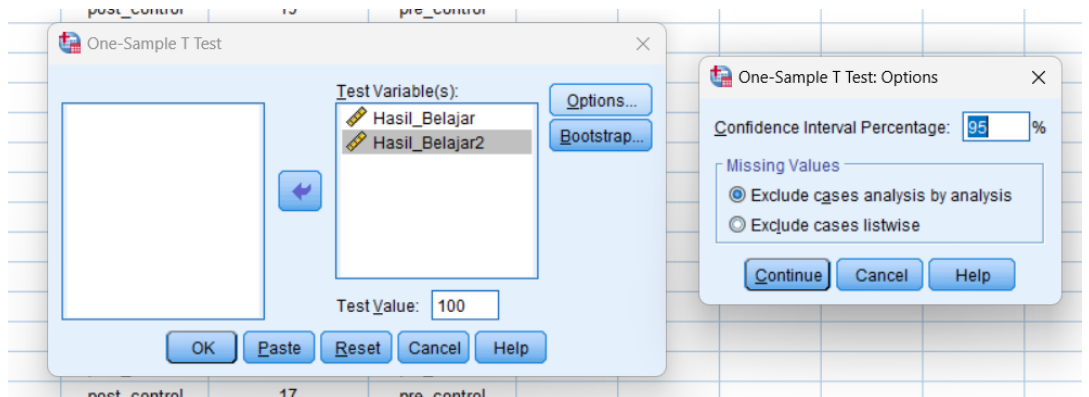 post_control 15 pre_control
One-Sample T Test
Test Variable(s):
Hasil_Belajar
Hasil_Belajar2
Options...
Bootstrap...
Test Value: 100
OK Paste Reset Cancel Help
One-Sample T Test: Options
Confidence Interval Percentage: 95 %
Missing Values
Exclude cases analysis by analysis
Exclude cases listwise
Continue Cancel Help
post_control 17 pre_control